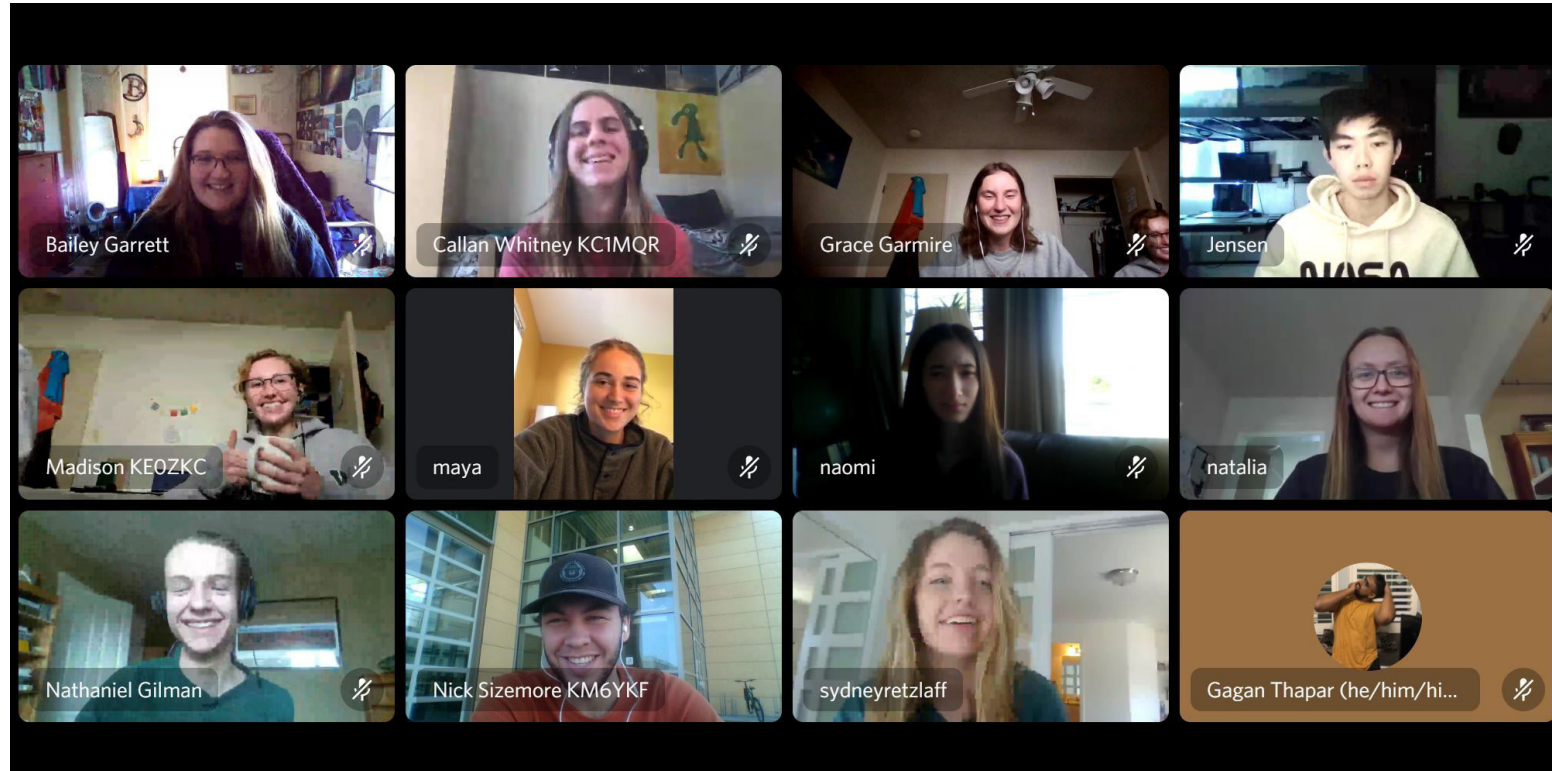 Bailey Garrett
Callan Whitney KC1MQR
Grace Garmire
Jensen
NASA
Madison KE0ZKC
maya
naomi
natalia
Nathaniel Gilman
Nick Sizemore KM6YKF
sydneyretzlaff
Gagan Thapar (he/him/hi...